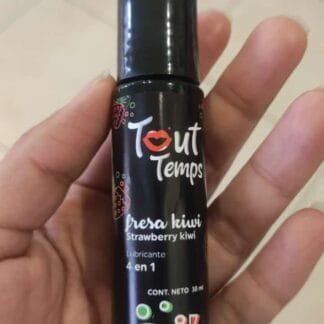 Tout
Temps
fresa kiwi
Strawberry kiwi
Lubricante
4 en 1
CONT. NETO 30 ml